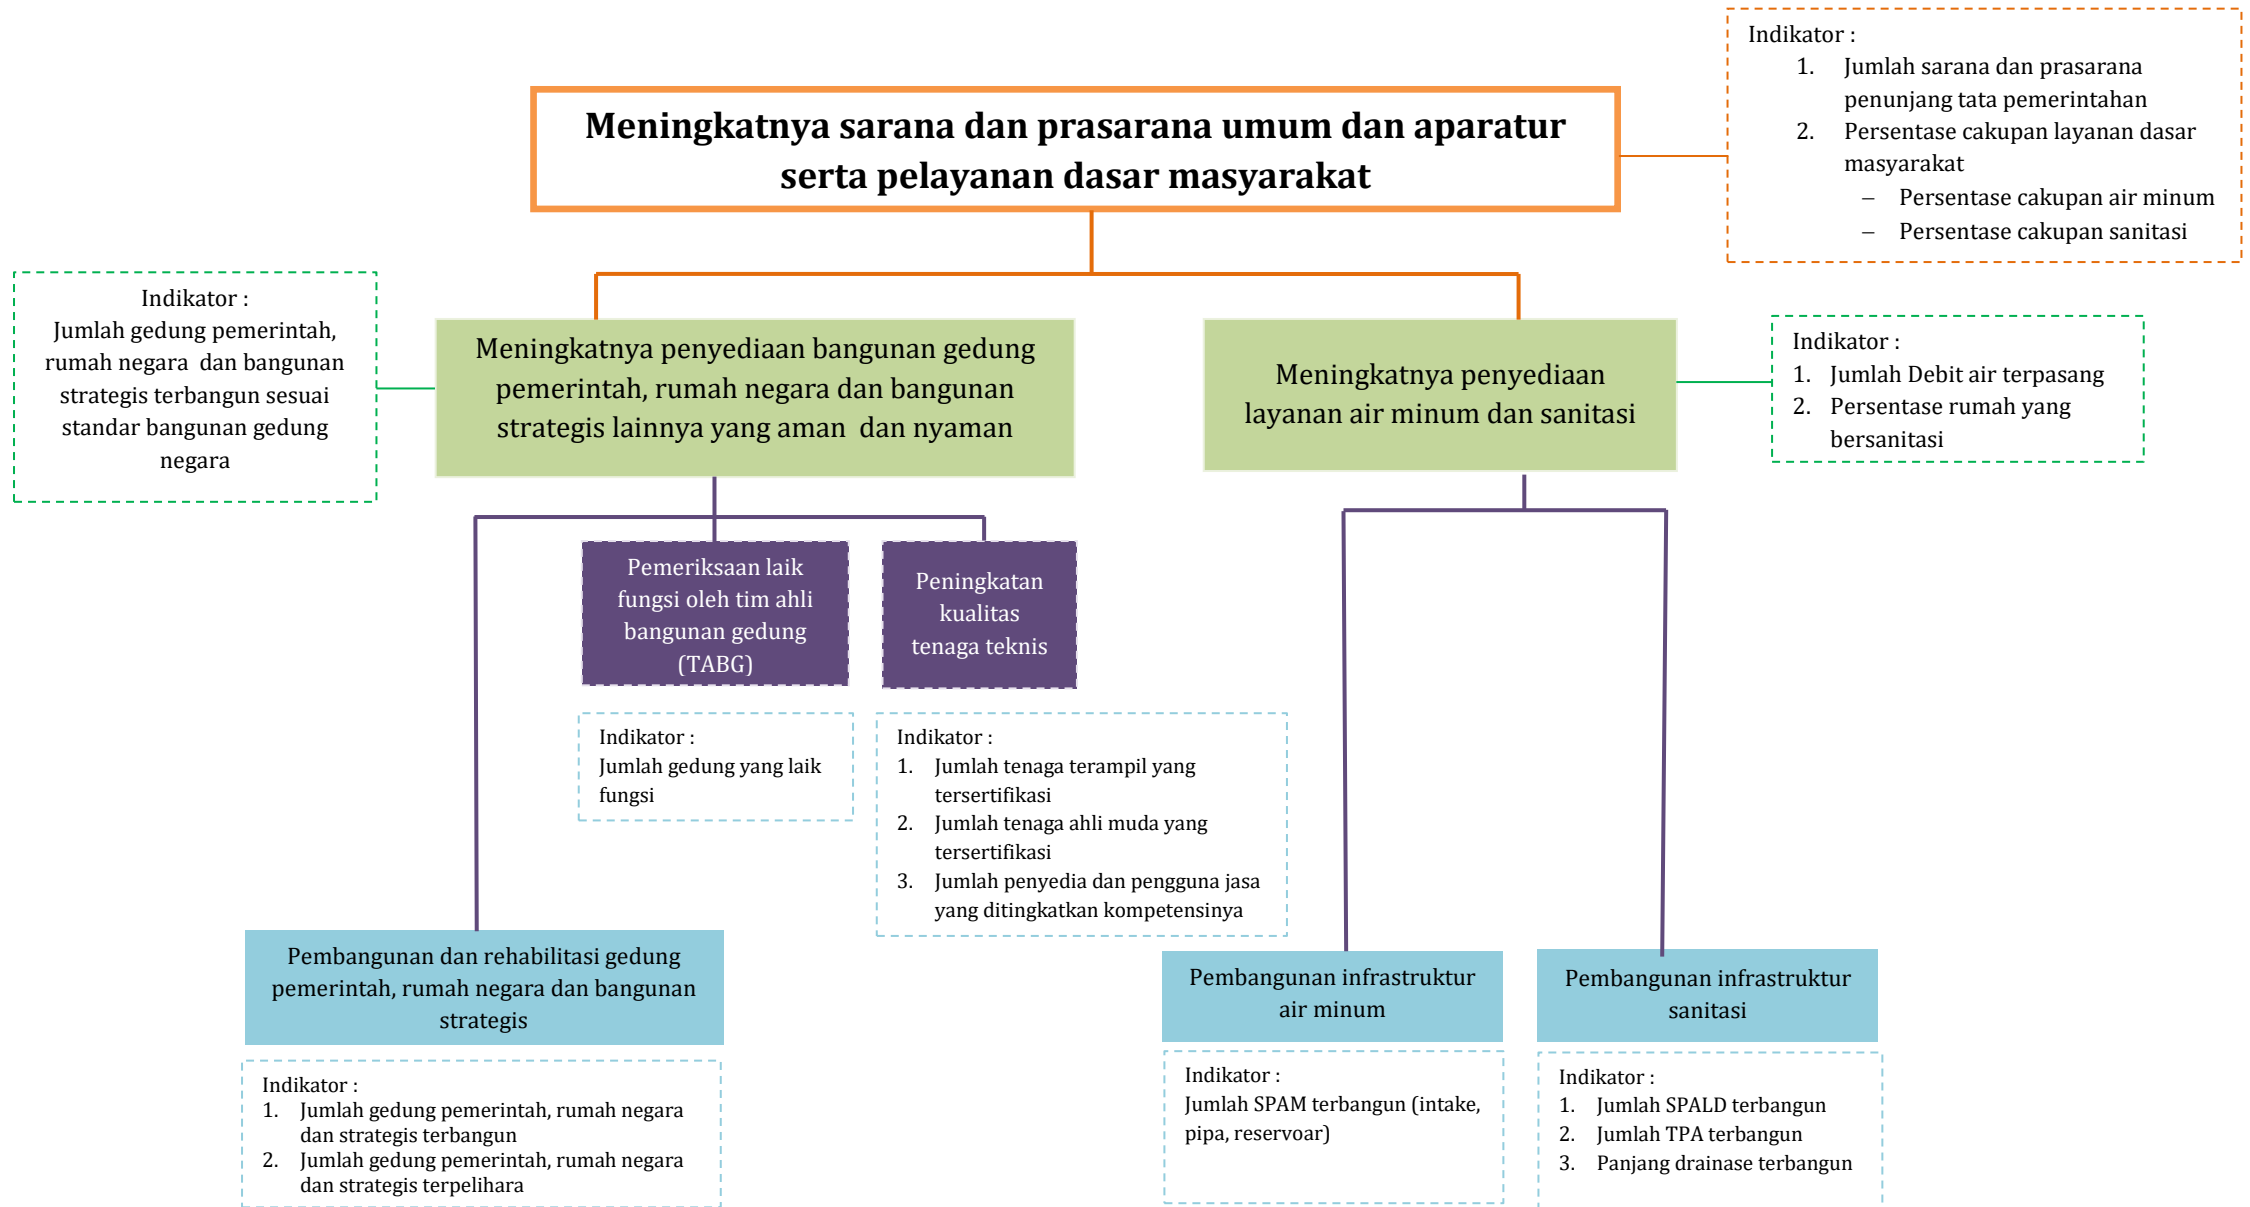 Indikator :
1. Jumlah sarana dan prasarana
penunjang tata pemerintahan
2. Persentase cakupan layanan dasar
masyarakat
– Persentase cakupan air minum
– Persentase cakupan sanitasi
Meningkatnya sarana dan prasarana umum dan aparatur
serta pelayanan dasar masyarakat
Indikator :
Jumlah gedung pemerintah,
rumah negara dan bangunan
strategis terbangun sesuai
standar bangunan gedung
negara
Meningkatnya penyediaan bangunan gedung
pemerintah, rumah negara dan bangunan
strategis lainnya yang aman dan nyaman
Meningkatnya penyediaan
layanan air minum dan sanitasi
Indikator :
1. Jumlah Debit air terpasang
2. Persentase rumah yang
bersanitasi
Pemeriksaan laik
fungsi oleh tim ahli
bangunan gedung
(TABG)
Peningkatan
kualitas
tenaga teknis
Indikator :
Jumlah gedung yang laik
fungsi
Indikator :
1. Jumlah tenaga terampil yang
tersertifikasi
2. Jumlah tenaga ahli muda yang
tersertifikasi
3. Jumlah penyedia dan pengguna jasa
yang ditingkatkan kompetensinya
Pembangunan dan rehabilitasi gedung
pemerintah, rumah negara dan bangunan
strategis
Pembangunan infrastruktur
air minum
Pembangunan infrastruktur
sanitasi
Indikator :
1. Jumlah gedung pemerintah, rumah negara
dan strategis terbangun
2. Jumlah gedung pemerintah, rumah negara
dan strategis terpelihara
Indikator :
Jumlah SPAM terbangun (intake,
pipa, reservoar)
Indikator :
1. Jumlah SPALD terbangun
2. Jumlah TPA terbangun
3. Panjang drainase terbangun